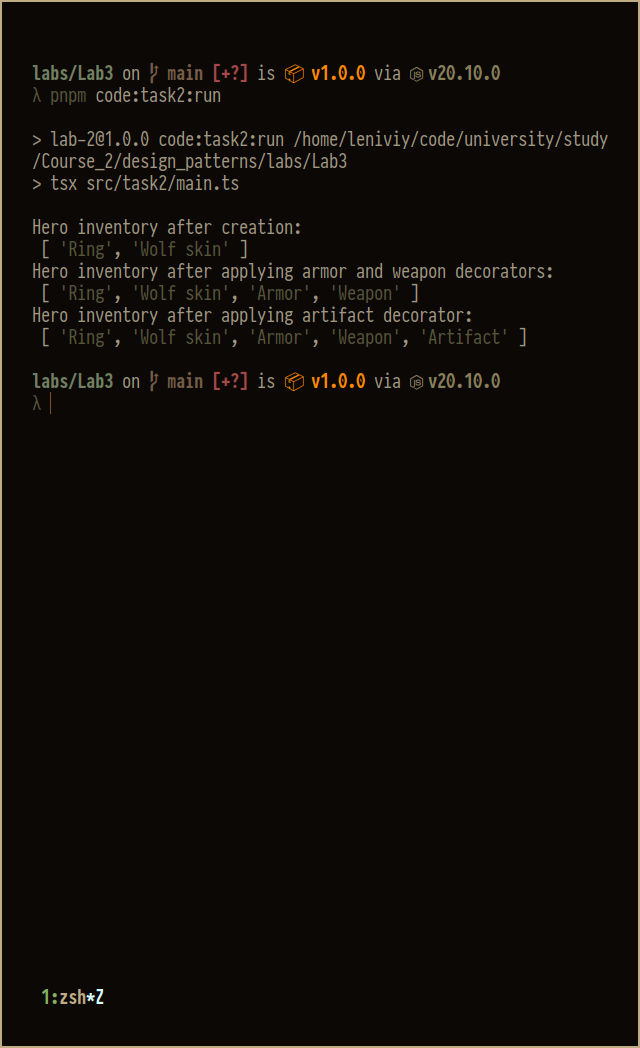 labs/Lab3 on main [+?] is 📦 v1.0.0 via v20.10.0
λ pnpm code:task2:run
> lab-2@1.0.0 code:task2:run /home/leniviy/code/university/study
/Course_2/design_patterns/labs/Lab3
> tsx src/task2/main.ts
Hero inventory after creation:
[ 'Ring', 'Wolf skin' ]
Hero inventory after applying armor and weapon decorators:
[ 'Ring', 'Wolf skin', 'Armor', 'Weapon' ]
Hero inventory after applying artifact decorator:
[ 'Ring', 'Wolf skin', 'Armor', 'Weapon', 'Artifact' ]
labs/Lab3 on main [+?] is 📦 v1.0.0 via v20.10.0
λ
1:zsh*Z